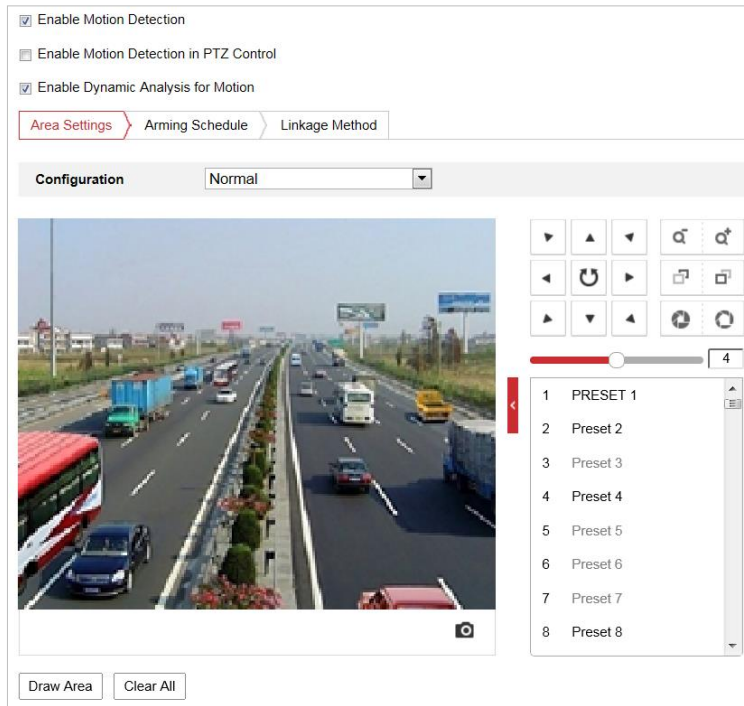 Enable Motion Detection
Enable Motion Detection in PTZ Control
Enable Dynamic Analysis for Motion
Area Settings Arming Schedule Linkage Method
Configuration Normal
4
1 PRESET 1
2 Preset 2
3 Preset 3
4 Preset 4
5 Preset 5
6 Preset 6
7 Preset 7
8 Preset 8
Draw Area Clear All